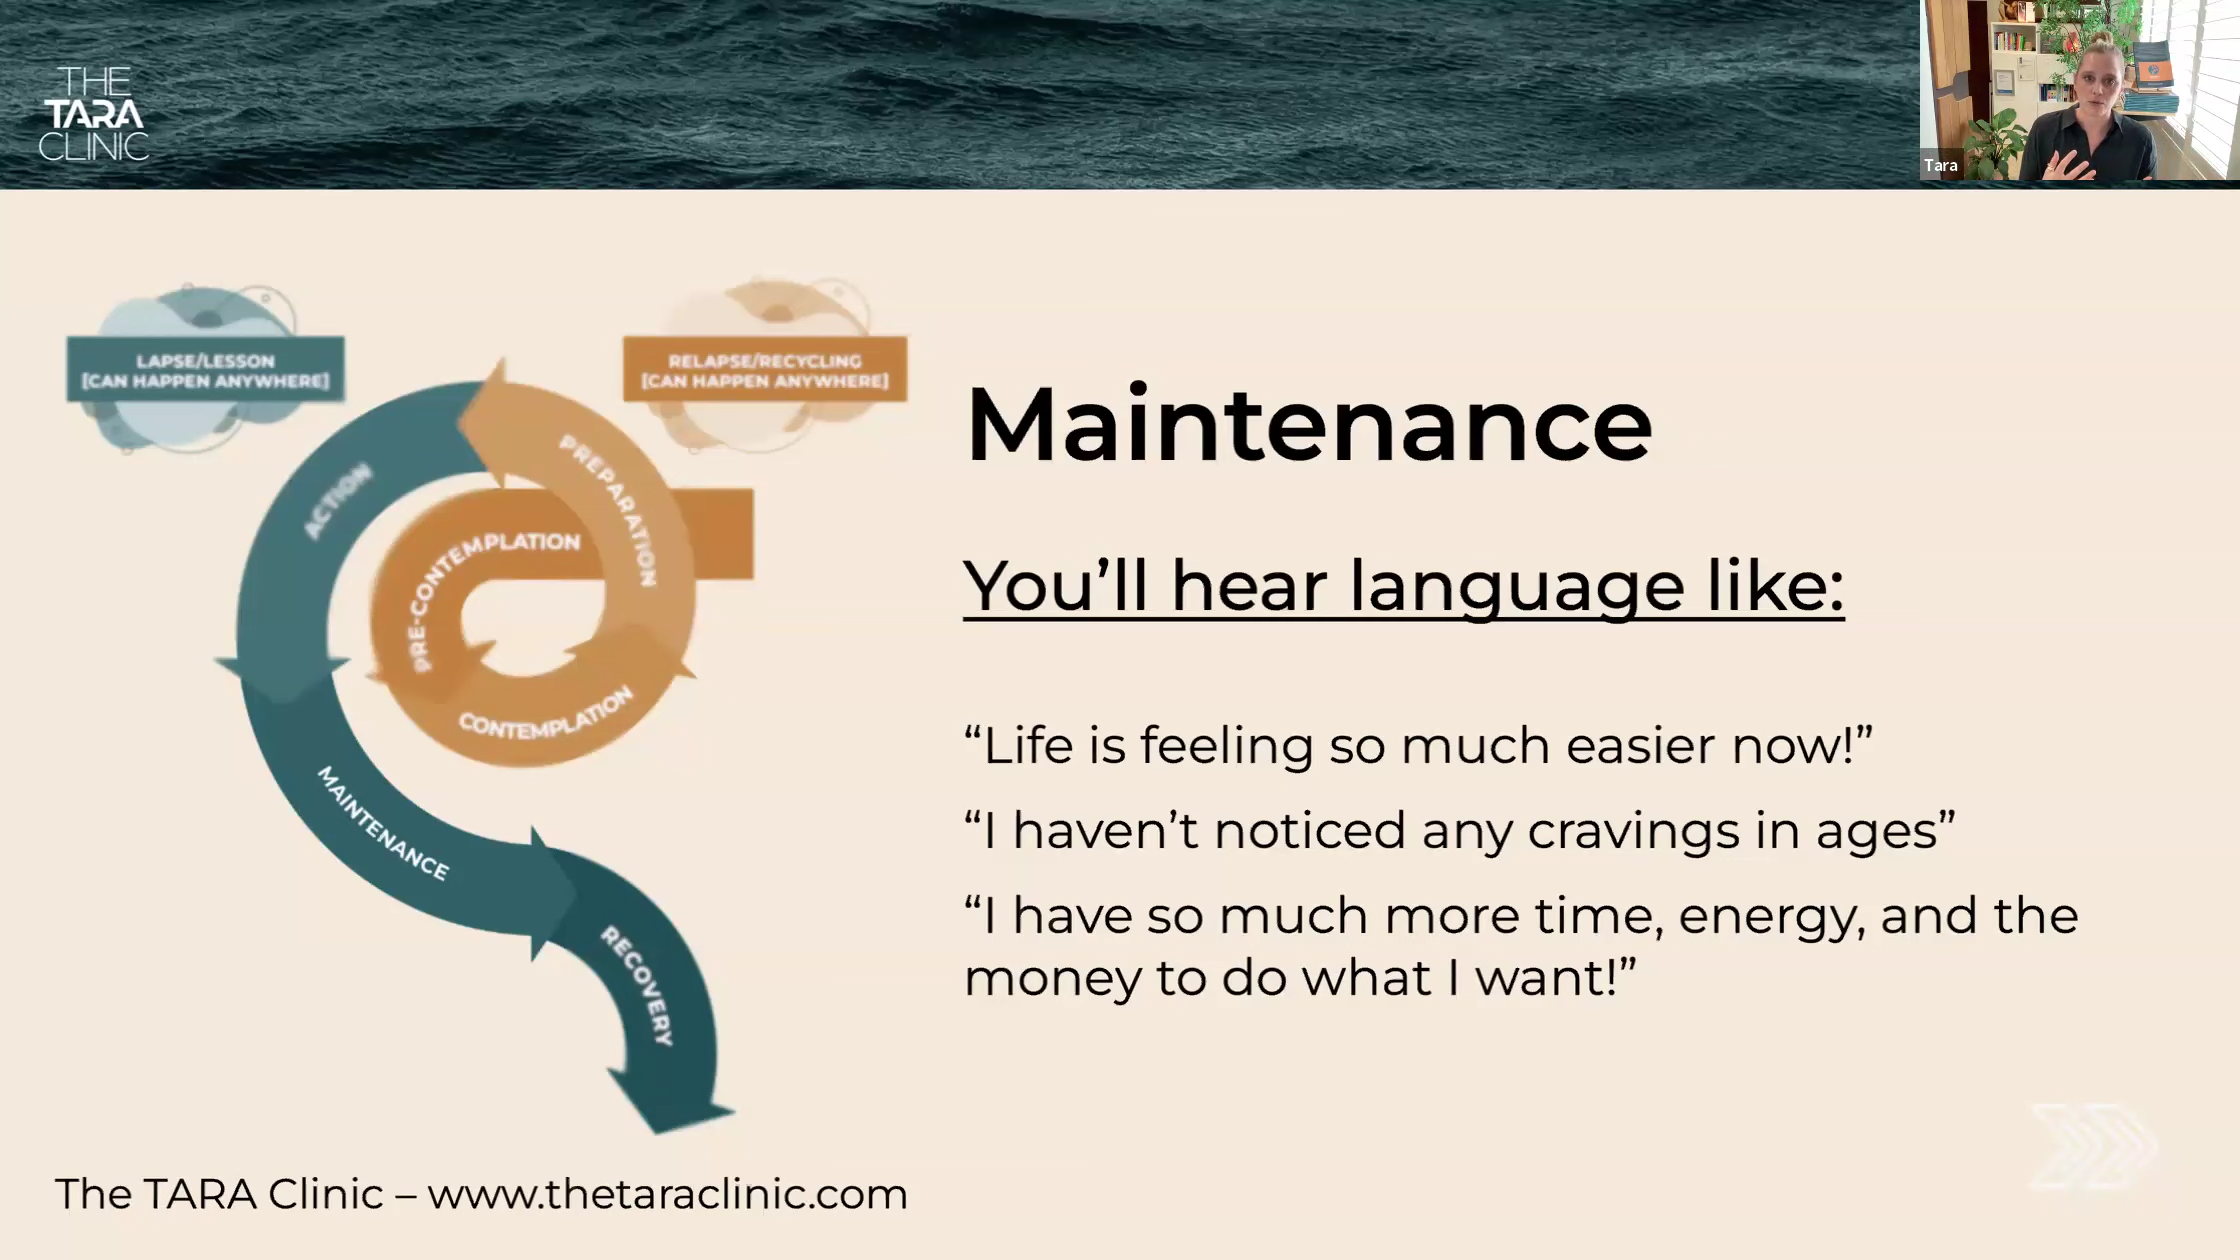 THE
TARA
CLINIC
Tara
LAPSE/LESSON
[CAN HAPPEN ANYWHERE]
RELAPSE/RECYCLING
[CAN HAPPEN ANYWHERE]
PRE-CONTEMPLATION
CONTEMPLATION
PREPARATION
ACTION
MAINTENANCE
RECOVERY
Maintenance
You’ll hear language like:
“Life is feeling so much easier now!”
“I haven’t noticed any cravings in ages”
“I have so much more time, energy, and the
money to do what I want!”
The TARA Clinic – www.thetaraclinic.com